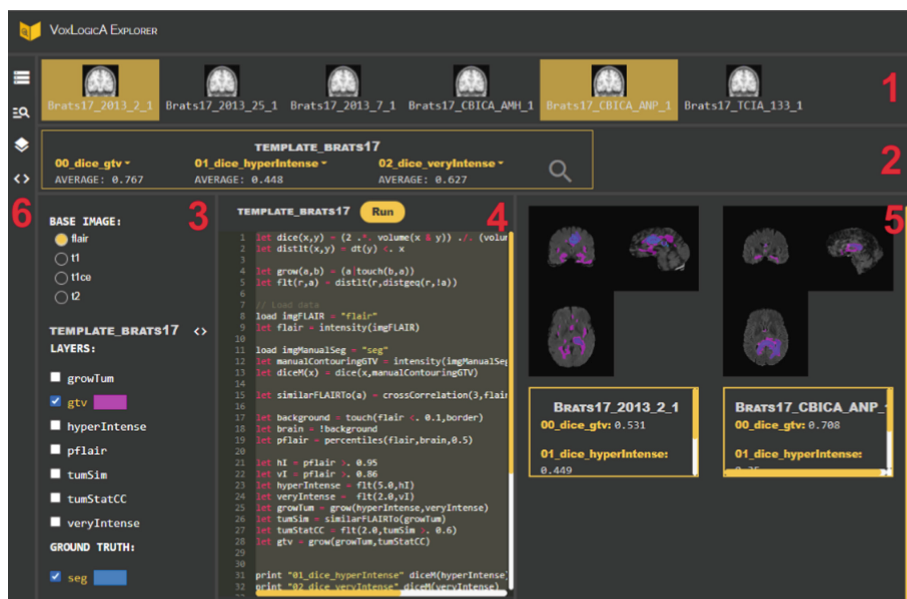 VoxLogicA Explorer
Brats17_2013_2_1 Brats17_2013_25_1 Brats17_2013_7_1 Brats17_CBICA_AMH_1 Brats17_CBICA_ANP_1 Brats17_TCIA_133_1
1
TEMPLATE_BRATS17
00_dice_gtv 01_dice_hyperIntense 02_dice_veryIntense
AVERAGE: 0.767 AVERAGE: 0.448 AVERAGE: 0.627
2
6
3
BASE IMAGE:
flair
t1
t1ce
t2
TEMPLATE_BRATS17 <>
LAYERS:
growTum
gtv
hyperIntense
pflair
tumSim
tumStatCC
veryIntense
GROUND TRUTH:
seg
TEMPLATE_BRATS17 Run
4
1 let dice(x,y) = (2 .*. volume(x & y)) ./. (volum
2 let distlt(x,y) = dt(y) <. x
3
4 let grow(a,b) = (a|touch(b,a))
5 let flt(r,a) = distlt(r,distgeq(r,!a))
6
7 // Load data
8 load imgFLAIR = "flair"
9 let flair = intensity(imgFLAIR)
10
11 load imgManualSeg = "seg"
12 let manualContouringGTV = intensity(imgManualSeg
13 let diceM(x) = dice(x,manualContouringGTV)
14
15 let similarFLAIRTo(a) = crossCorrelation(3,flair
16
17 let background = touch(flair <. 0.1,border)
18 let brain = !background
19 let pflair = percentiles(flair,brain,0.5)
20
21 let hI = pflair >. 0.95
22 let vI = pflair >. 0.86
23 let hyperIntense = flt(5.0,hI)
24 let veryIntense = flt(2.0,vI)
25 let growTum = grow(hyperIntense,veryIntense)
26 let tumSim = similarFLAIRTo(growTum)
27 let tumStatCC = flt(2.0,tumSim >. 0.6)
28 let gtv = grow(growTum,tumStatCC)
29
30
31 print "01_dice_hyperIntense" diceM(hyperIntense)
32 print "02_dice_veryIntense" diceM(veryIntense)
5
Brats17_2013_2_1
00_dice_gtv: 0.531
01_dice_hyperIntense:
0.449
Brats17_CBICA_ANP_
00_dice_gtv: 0.708
01_dice_hyperIntense: